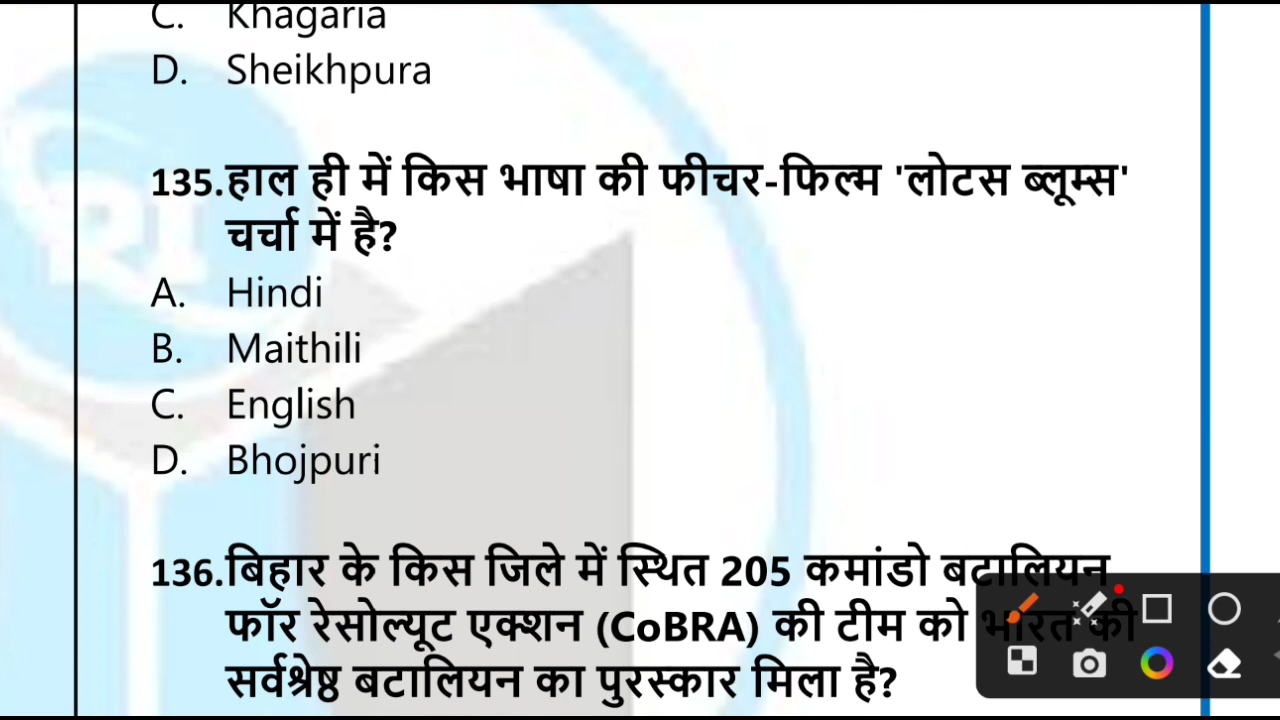 C. Khagaria
D. Sheikhpura
135.हाल ही में किस भाषा की फीचर-फिल्म 'लोटस ब्लूम्स'
चर्चा में है?
A. Hindi
B. Maithili
C. English
D. Bhojpuri
136.बिहार के किस जिले में स्थित 205 कमांडो बटालियन
फॉर रेसोल्यूट एक्शन (CoBRA) की टीम को भारत की
सर्वश्रेष्ठ बटालियन का पुरस्कार मिला है?